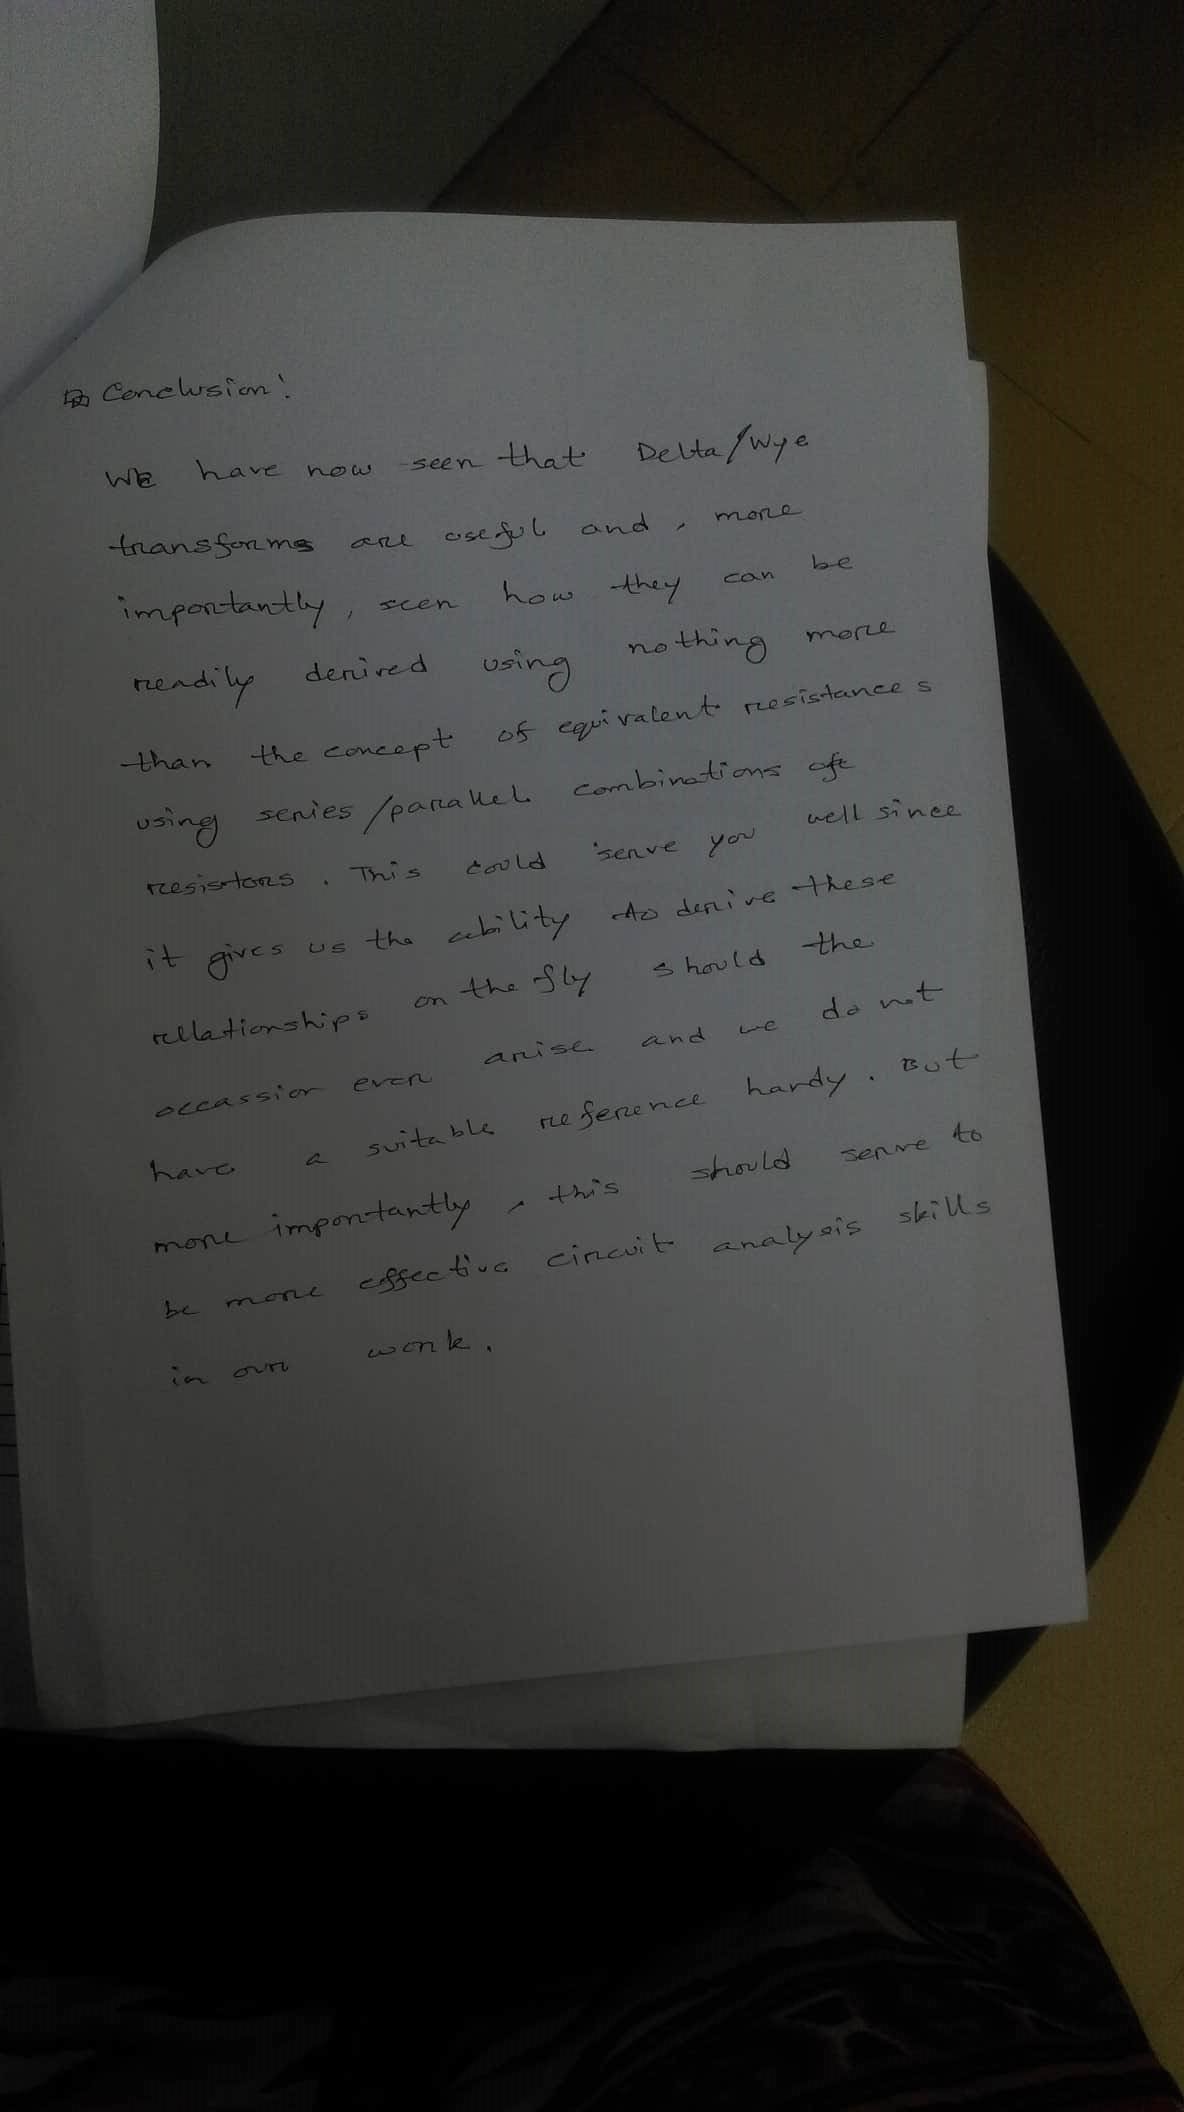 Conclusion:
We have now seen that Delta/Wye
transforms are useful and, more
importantly, seen how they can be
readily derived using nothing more
than the concept of equivalent resistances
using series/parallel combinations of
resistors. This could serve you well since
it gives us the ability to derive these
relationships on the fly should the
occassion ever arise and we do not
have a suitable reference handy. But
more importantly, this should serve to
be more effective circuit analysis skills
in our work.